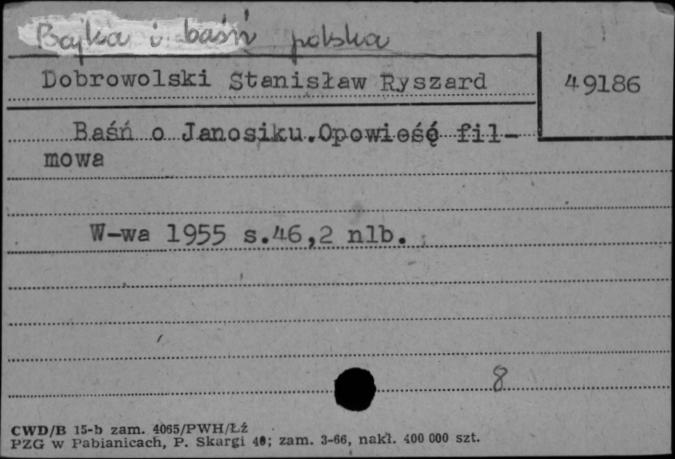 Bajka i baśń polska
Dobrowolski Stanisław Ryszard
49186
Baśń o Janosiku.Opowieść fil-
mowa
W-wa 1955 s.46,2 nlb.
8
CWD/B 15-b zam. 4065/PWH/Łź
PZG w Pabianicach, P. Skargi 40; zam. 3-66, nakł. 400 000 szt.